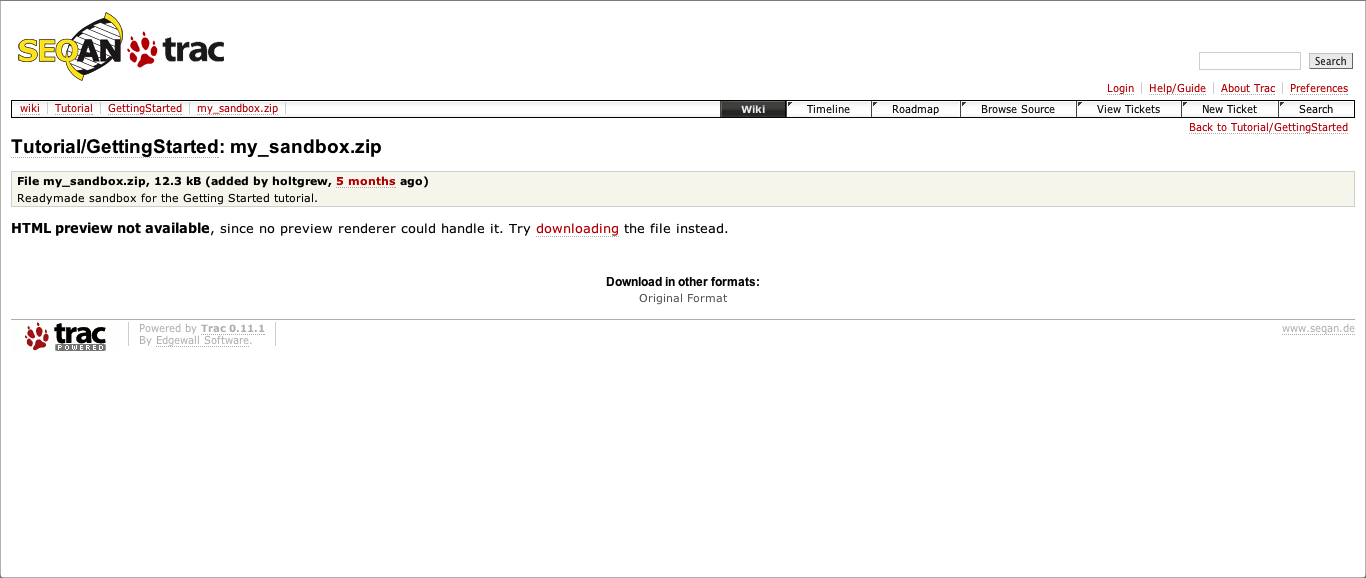 SEQAN trac
Search
Login Help/Guide About Trac Preferences
wiki Tutorial GettingStarted my_sandbox.zip Wiki Timeline Roadmap Browse Source View Tickets New Ticket Search
Back to Tutorial/GettingStarted
Tutorial/GettingStarted: my_sandbox.zip
File my_sandbox.zip, 12.3 kB (added by holtgrew, 5 months ago)
Readymade sandbox for the Getting Started tutorial.
HTML preview not available, since no preview renderer could handle it. Try downloading the file instead.
Download in other formats:
Original Format
trac POWERED
Powered by Trac 0.11.1
By Edgewall Software.
www.seqan.de